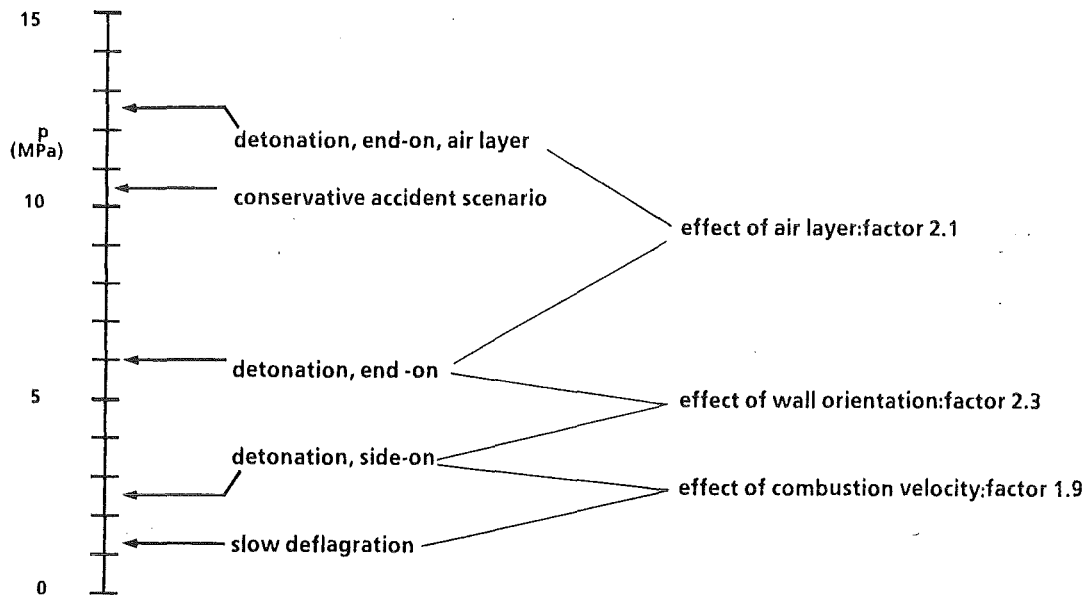 15
p
(MPa)
detonation, end-on, air layer
10
conservative accident scenario
effect of air layer:factor 2.1
detonation, end -on
5
effect of wall orientation:factor 2.3
detonation, side-on
effect of combustion velocity:factor 1.9
slow deflagration
0